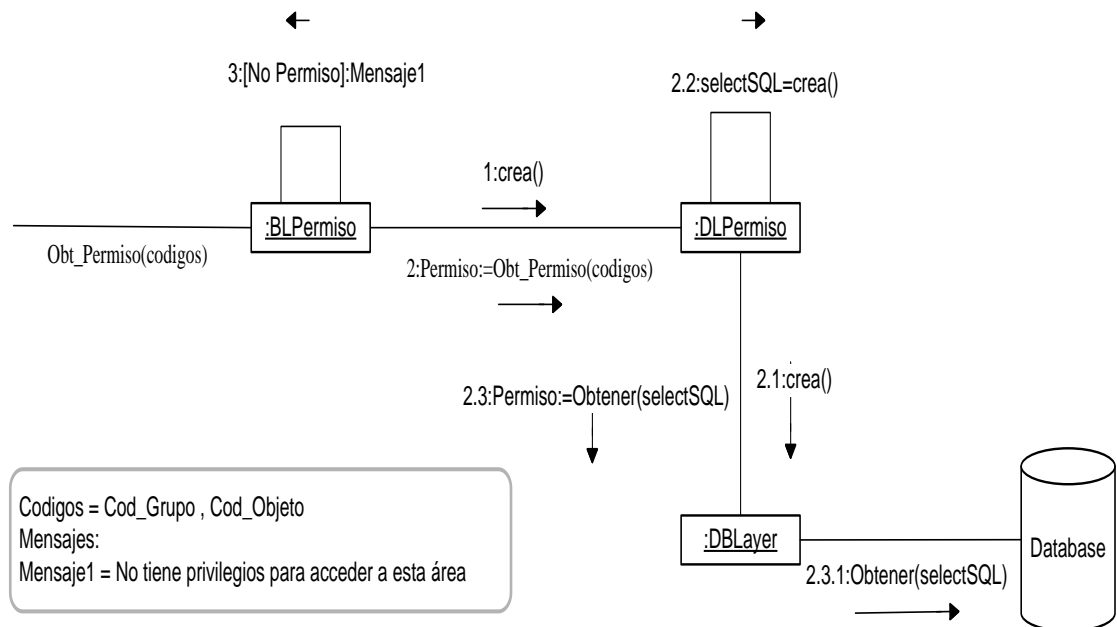 3:[No Permiso]:Mensaje1
2.2:selectSQL=crea()
1:crea()
:BLPermiso
:DLPermiso
Obt_Permiso(codigos)
2:Permiso:=Obt_Permiso(codigos)
2.3:Permiso:=Obtener(selectSQL)
2.1:crea()
Codigos = Cod_Grupo , Cod_Objeto
Mensajes:
Mensaje1 = No tiene privilegios para acceder a esta área
:DBLayer
Database
2.3.1:Obtener(selectSQL)